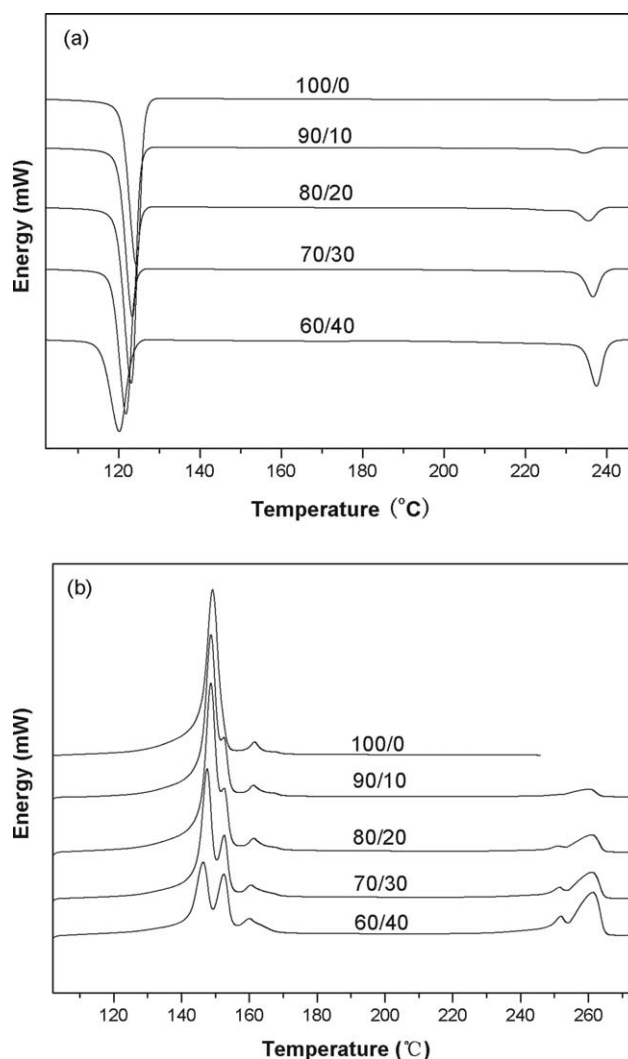 (a)
100/0
90/10
80/20
70/30
60/40
Energy (mW)
120 140 160 180 200 220 240
Temperature (°C)
(b)
100/0
90/10
80/20
70/30
60/40
Energy (mW)
120 140 160 180 200 220 240 260
Temperature (℃)